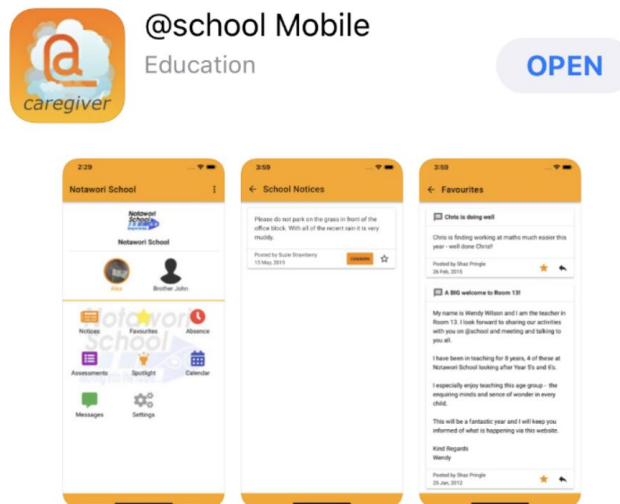 @school Mobile
Education
OPEN
caregiver
2:29
Notawori School
Notawori
School
Notawori School
Alex
Brother John
Notices
Favourites
Absence
Assessments
Spotlight
Calendar
Messages
Settings
3:59
← School Notices
Please do not park on the grass in front of the
office block. With all of the recent rain it is very
muddy.
Posted by Suzie Strawberry
15 May, 2015
3:59
← Favourites
Chris is doing well
Chris is finding working at maths much easier this
year - well done Chris!!
Posted by Shaz Pringle
26 Feb, 2015
A BIG welcome to Room 13!
My name is Wendy Wilson and I am the teacher in
Room 13. I look forward to sharing our activities
with you on @school and meeting and talking to
you all.
I have been in teaching for 8 years, 4 of these at
Notawori School looking after Year 5's and 6's.
I especially enjoy teaching this age group - the
enquiring minds and sence of wonder in every
child.
This will be a fantastic year and I will keep you
informed of what is happening via this website.
Kind Regards
Wendy
Posted by Shaz Pringle
25 Jan, 2012